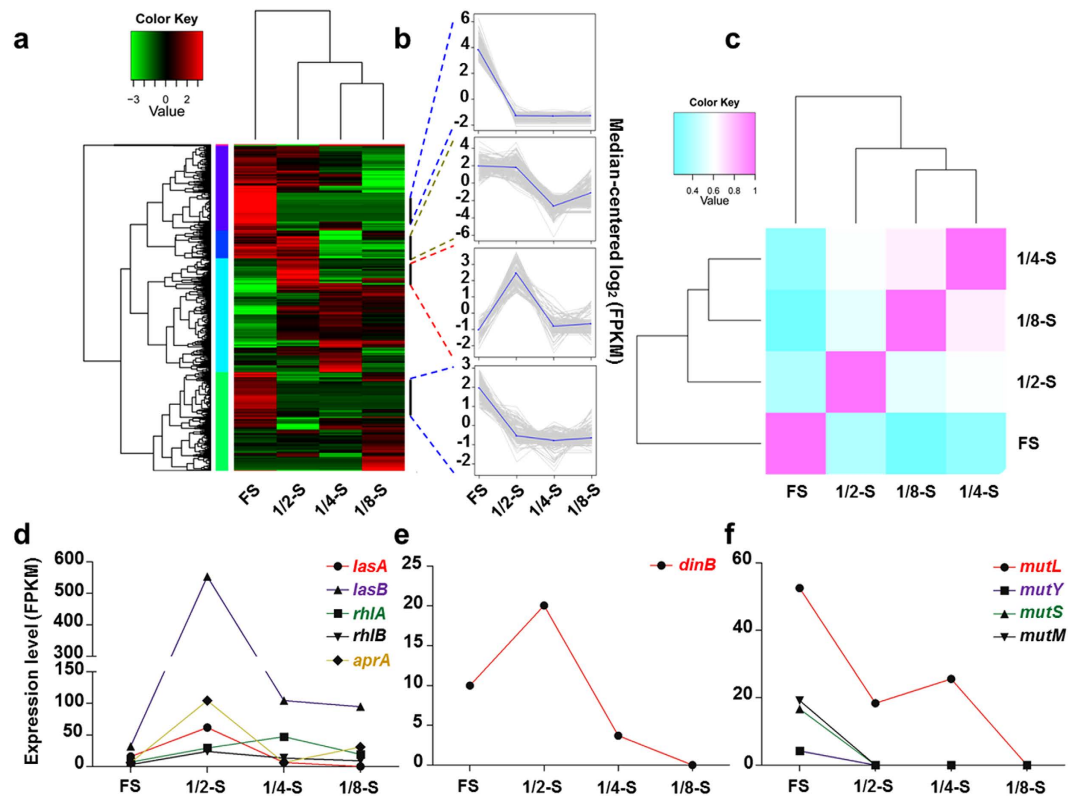 a
Color Key
−3 0 2
Value
FS 1/2-S 1/4-S 1/8-S
b
6
4
2
0
-2
4
2
0
-2
-4
-6
3
2
1
0
-1
-2
3
2
1
0
-1
-2
FS 1/2-S 1/4-S 1/8-S
Median-centered log2 (FPKM)
c
Color Key
0.4 0.6 0.8 1
Value
1/4-S
1/8-S
1/2-S
FS
FS 1/2-S 1/8-S 1/4-S
d
Expression level (FPKM)
600
500
400
300
150
100
50
0
FS 1/2-S 1/4-S 1/8-S
lasA
lasB
rhlA
rhlB
aprA
e
25
20
15
10
5
0
FS 1/2-S 1/4-S 1/8-S
dinB
f
60
40
20
0
FS 1/2-S 1/4-S 1/8-S
mutL
mutY
mutS
mutM